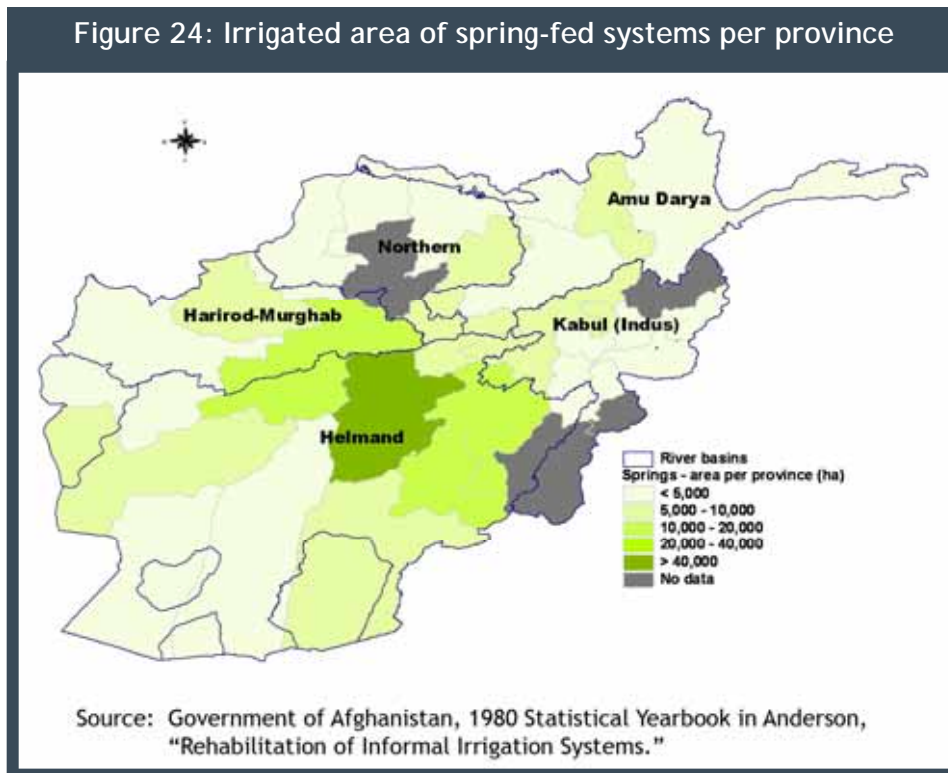 Figure 24: Irrigated area of spring-fed systems per province
Amu Darya
Northern
Harirod-Murghab
Kabul (Indus)
Helmand
River basins
Springs - area per province (ha)
< 5,000
5,000 - 10,000
10,000 - 20,000
20,000 - 40,000
> 40,000
No data
Source: Government of Afghanistan, 1980 Statistical Yearbook in Anderson,
“Rehabilitation of Informal Irrigation Systems.”